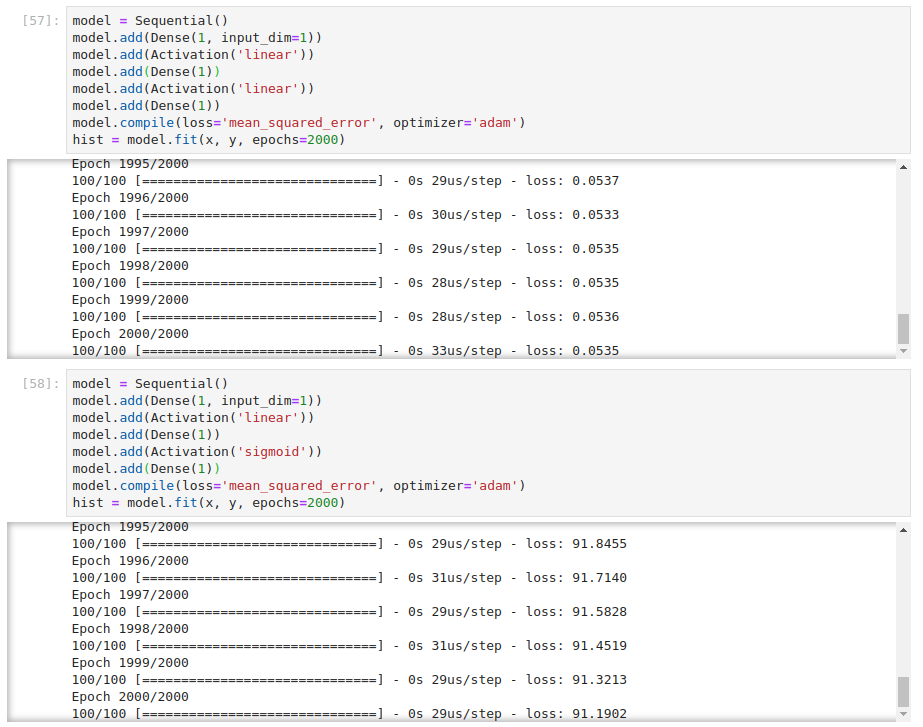 [57]:
model = Sequential()
model.add(Dense(1, input_dim=1))
model.add(Activation('linear'))
model.add(Dense(1))
model.add(Activation('linear'))
model.add(Dense(1))
model.compile(loss='mean_squared_error', optimizer='adam')
hist = model.fit(x, y, epochs=2000)
Epoch 1995/2000
100/100 [==============================] - 0s 29us/step - loss: 0.0537
Epoch 1996/2000
100/100 [==============================] - 0s 30us/step - loss: 0.0533
Epoch 1997/2000
100/100 [==============================] - 0s 29us/step - loss: 0.0535
Epoch 1998/2000
100/100 [==============================] - 0s 28us/step - loss: 0.0535
Epoch 1999/2000
100/100 [==============================] - 0s 28us/step - loss: 0.0536
Epoch 2000/2000
100/100 [==============================] - 0s 33us/step - loss: 0.0535
[58]:
model = Sequential()
model.add(Dense(1, input_dim=1))
model.add(Activation('linear'))
model.add(Dense(1))
model.add(Activation('sigmoid'))
model.add(Dense(1))
model.compile(loss='mean_squared_error', optimizer='adam')
hist = model.fit(x, y, epochs=2000)
Epoch 1995/2000
100/100 [==============================] - 0s 29us/step - loss: 91.8455
Epoch 1996/2000
100/100 [==============================] - 0s 31us/step - loss: 91.7140
Epoch 1997/2000
100/100 [==============================] - 0s 29us/step - loss: 91.5828
Epoch 1998/2000
100/100 [==============================] - 0s 31us/step - loss: 91.4519
Epoch 1999/2000
100/100 [==============================] - 0s 29us/step - loss: 91.3213
Epoch 2000/2000
100/100 [==============================] - 0s 29us/step - loss: 91.1902